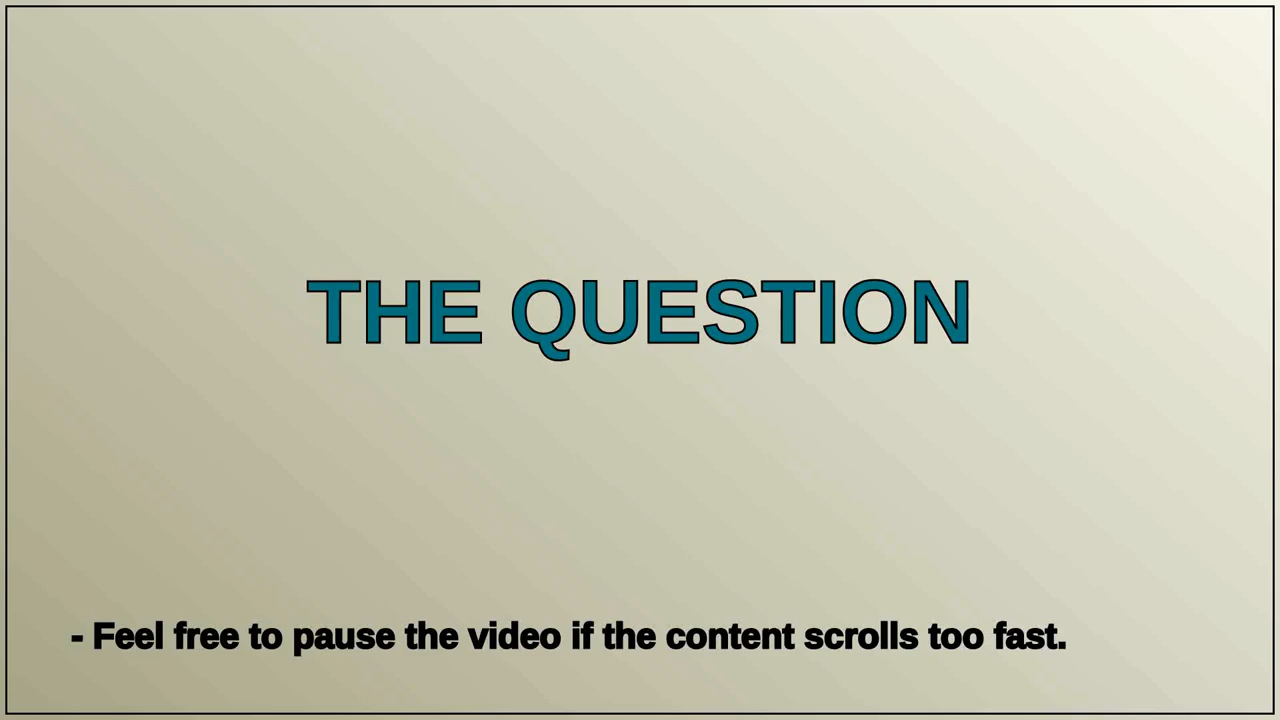 THE QUESTION
- Feel free to pause the video if the content scrolls too fast.